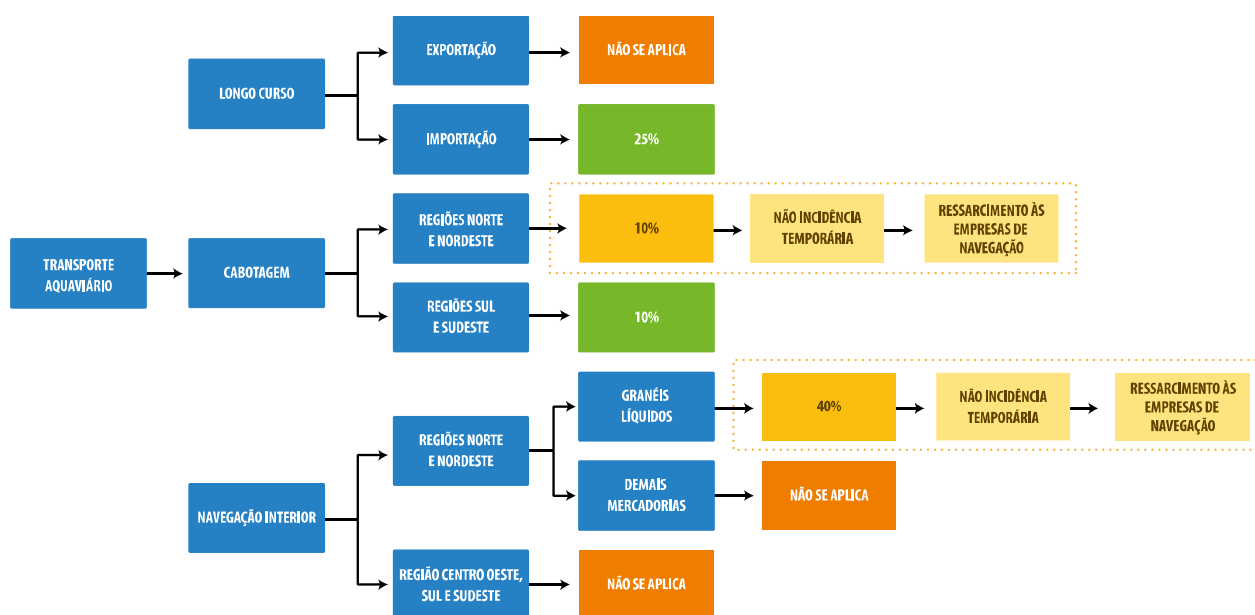 EXPORTAÇÃO
NÃO SE APLICA
LONGO CURSO
IMPORTAÇÃO
25%
REGIÕES NORTE
E NORDESTE
10%
NÃO INCIDÊNCIA
TEMPORÁRIA
RESSARCIMENTO ÀS
EMPRESAS DE
NAVEGAÇÃO
TRANSPORTE
AQUAVIÁRIO
CABOTAGEM
REGIÕES SUL
E SUDESTE
10%
GRANÉIS
LÍQUIDOS
40%
NÃO INCIDÊNCIA
TEMPORÁRIA
RESSARCIMENTO ÀS
EMPRESAS DE
NAVEGAÇÃO
REGIÕES NORTE
E NORDESTE
DEMAIS
MERCADORIAS
NÃO SE APLICA
NAVEGAÇÃO INTERIOR
REGIÃO CENTRO OESTE,
SUL E SUDESTE
NÃO SE APLICA